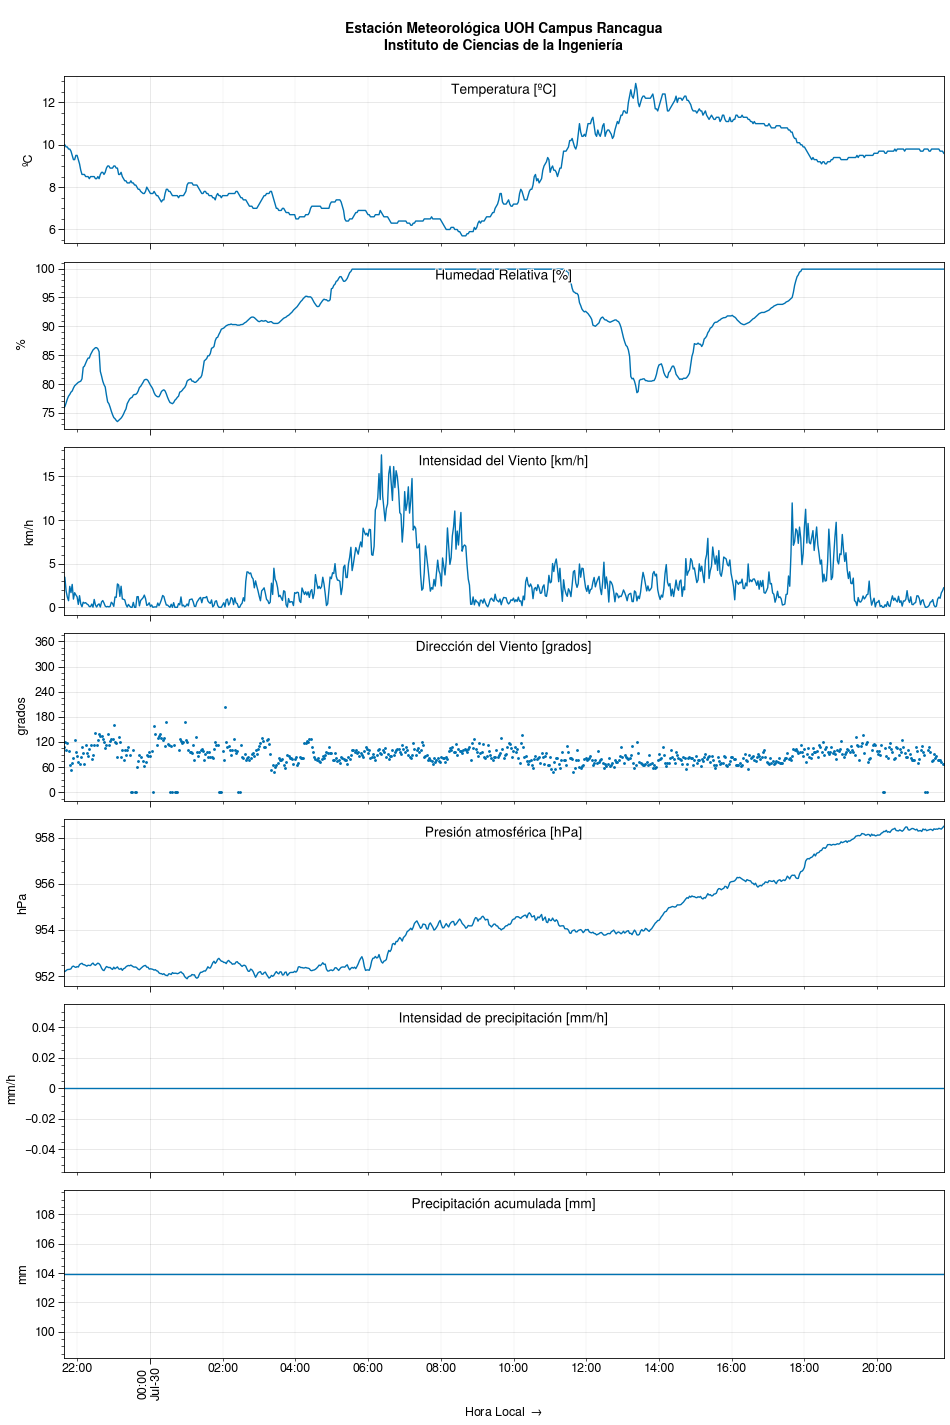 Estación Meteorológica UOH Campus Rancagua
Instituto de Ciencias de la Ingeniería
Temperatura [ºC]
12
10
8
6
ºC
Humedad Relativa [%]
100
95
90
85
80
75
%
Intensidad del Viento [km/h]
15
10
5
0
km/h
Dirección del Viento [grados]
360
300
240
180
120
60
0
grados
Presión atmosférica [hPa]
958
956
954
952
hPa
Intensidad de precipitación [mm/h]
0.04
0.02
0
−0.02
−0.04
mm/h
Precipitación acumulada [mm]
108
106
104
102
100
mm
22:00
00:00
Jul-30
02:00
04:00
06:00
08:00
10:00
12:00
14:00
16:00
18:00
20:00
Hora Local →